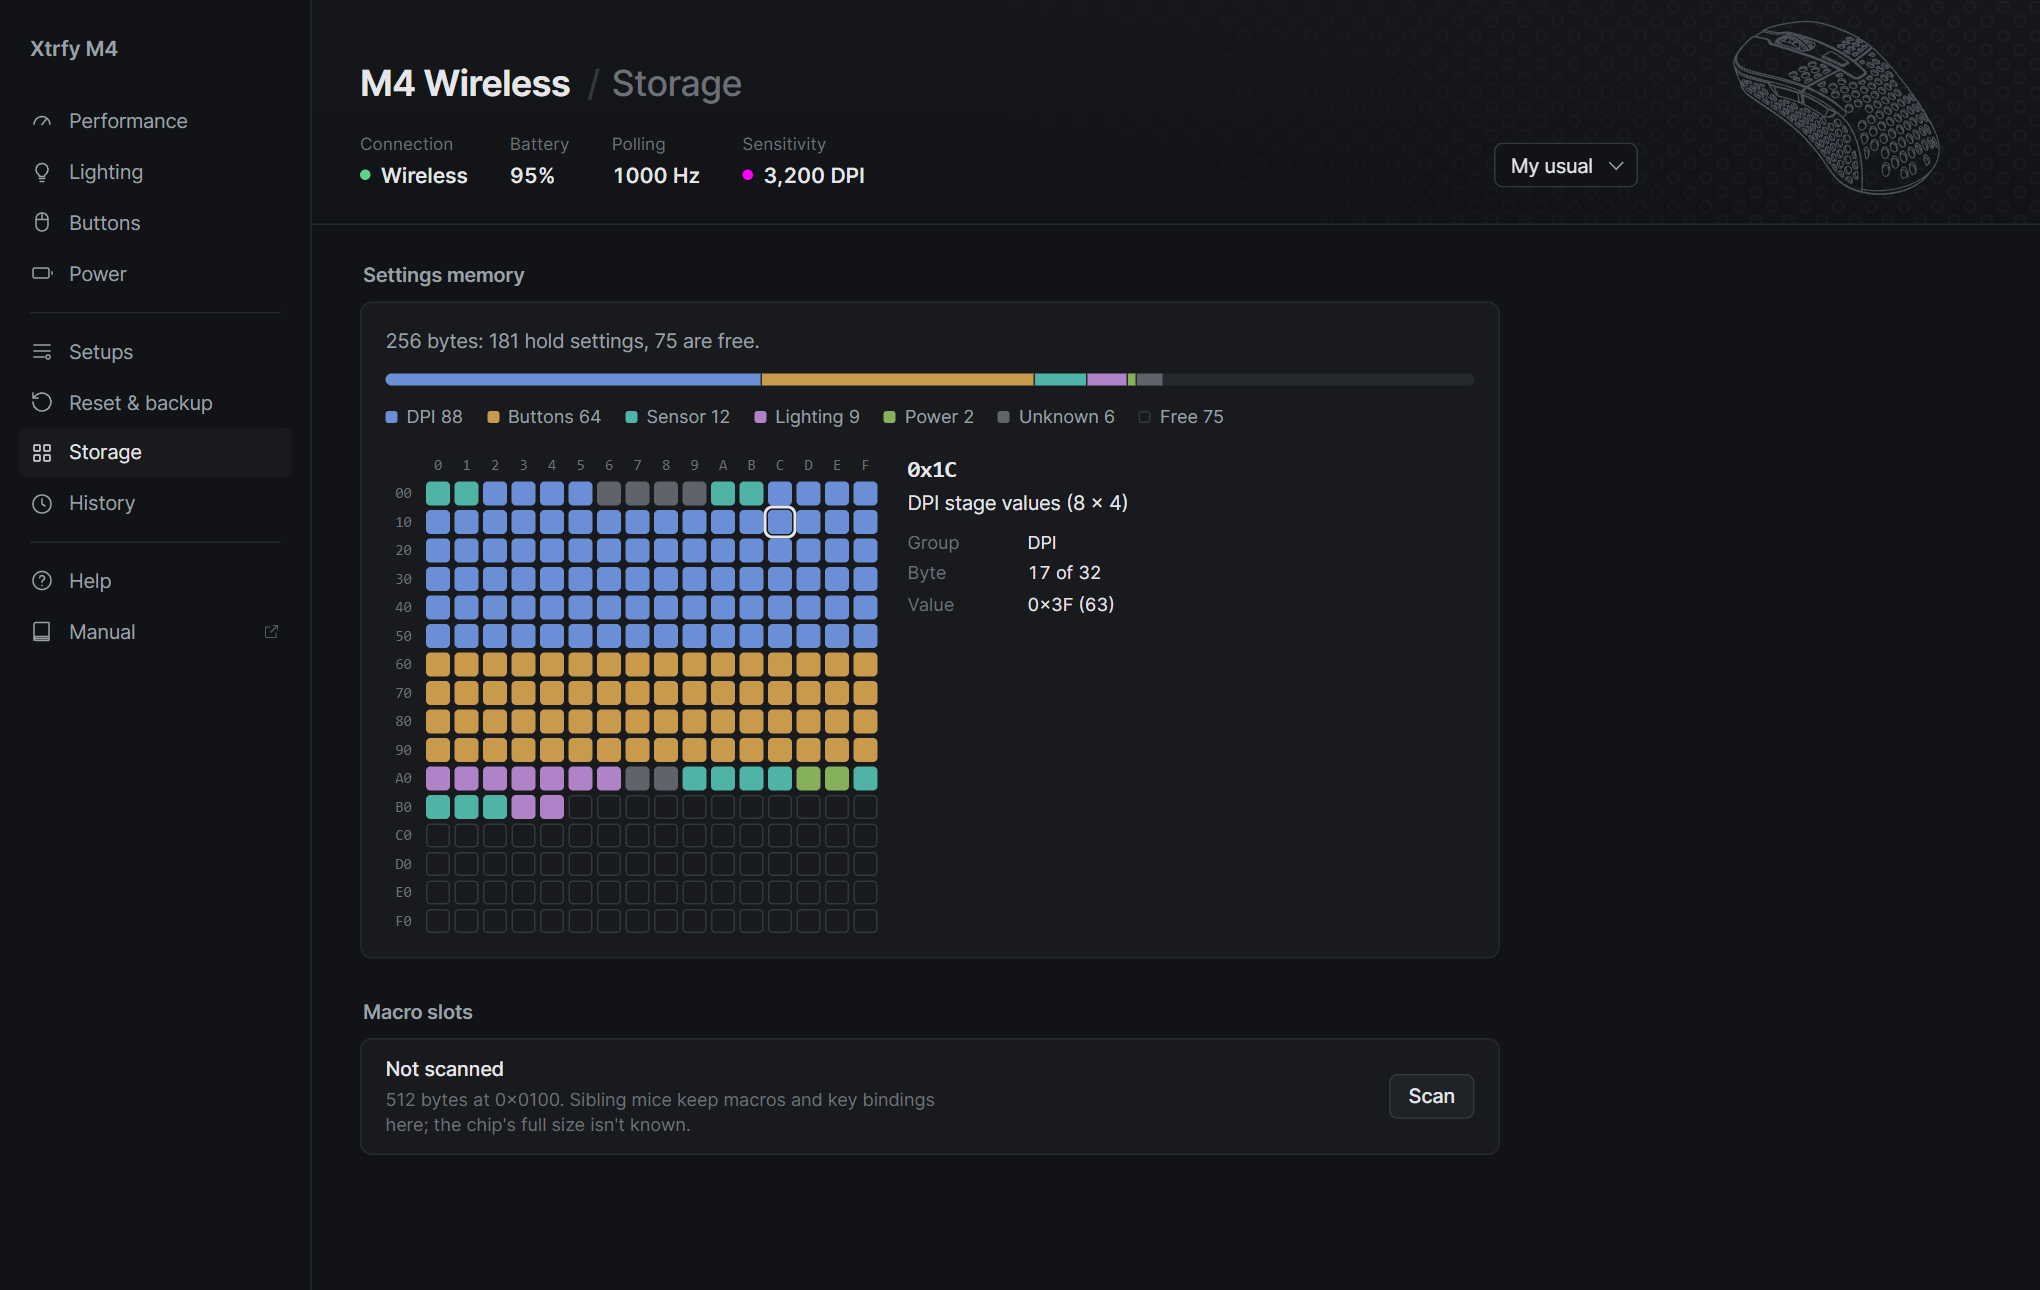 Xtrfy M4
Performance
Lighting
Buttons
Power
Setups
Reset & backup
Storage
History
Help
Manual
M4 Wireless / Storage
Connection Battery Polling Sensitivity
Wireless 95% 1000 Hz 3,200 DPI
My usual
Settings memory
256 bytes: 181 hold settings, 75 are free.
DPI 88 Buttons 64 Sensor 12 Lighting 9 Power 2 Unknown 6 Free 75
0 1 2 3 4 5 6 7 8 9 A B C D E F
00
10
20
30
40
50
60
70
80
90
A0
B0
C0
D0
E0
F0
0x1C
DPI stage values (8 × 4)
Group DPI
Byte 17 of 32
Value 0×3F (63)
Macro slots
Not scanned
512 bytes at 0×0100. Sibling mice keep macros and key bindings
here; the chip's full size isn't known.
Scan